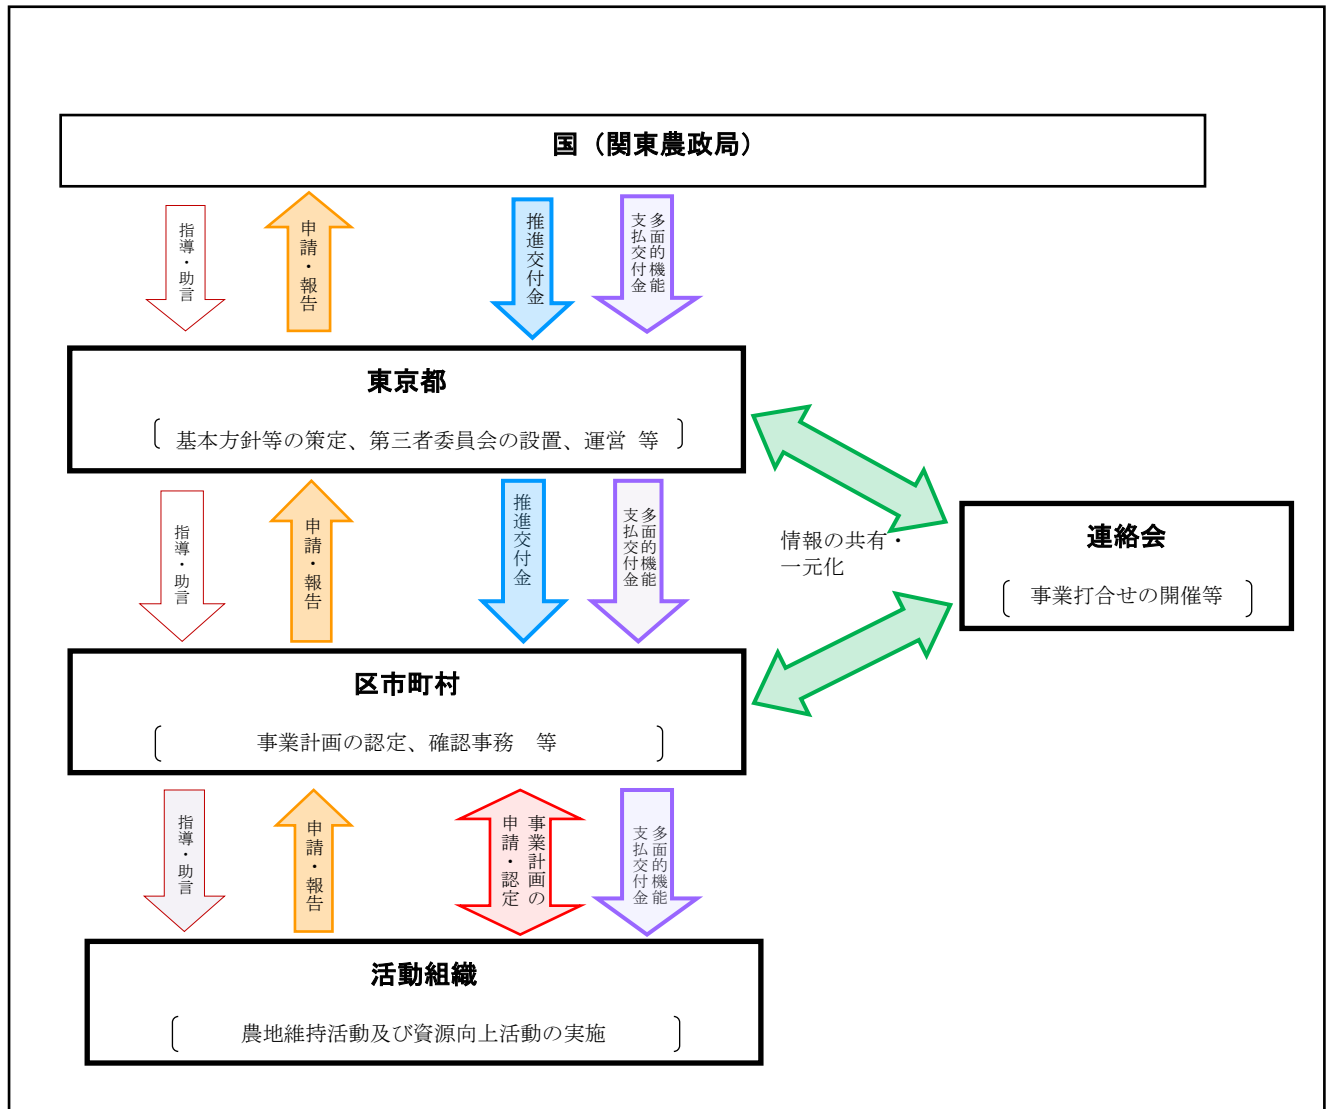 国（関東農政局）
指導・助言
申請・報告
推進交付金
多面的機能
支払交付金
東京都
基本方針等の策定、第三者委員会の設置、運営 等
指導・助言
申請・報告
推進交付金
多面的機能
支払交付金
情報の共有・
一元化
連絡会
事業打合せの開催等
区市町村
事業計画の認定、確認事務　等
指導・助言
申請・報告
事業計画の
申請・認定
多面的機能
支払交付金
活動組織
農地維持活動及び資源向上活動の実施